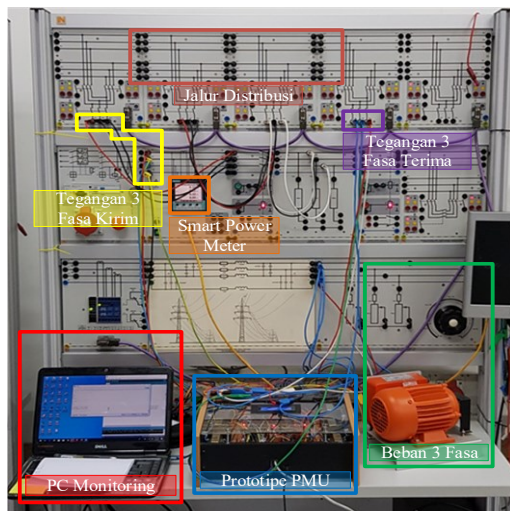 Jalur Distribusi
Tegangan 3
Fasa Terima
Tegangan 3
Fasa Kirim
Smart Power
Meter
DELL
PC Monitoring
Prototipe PMU
Beban 3 Fasa